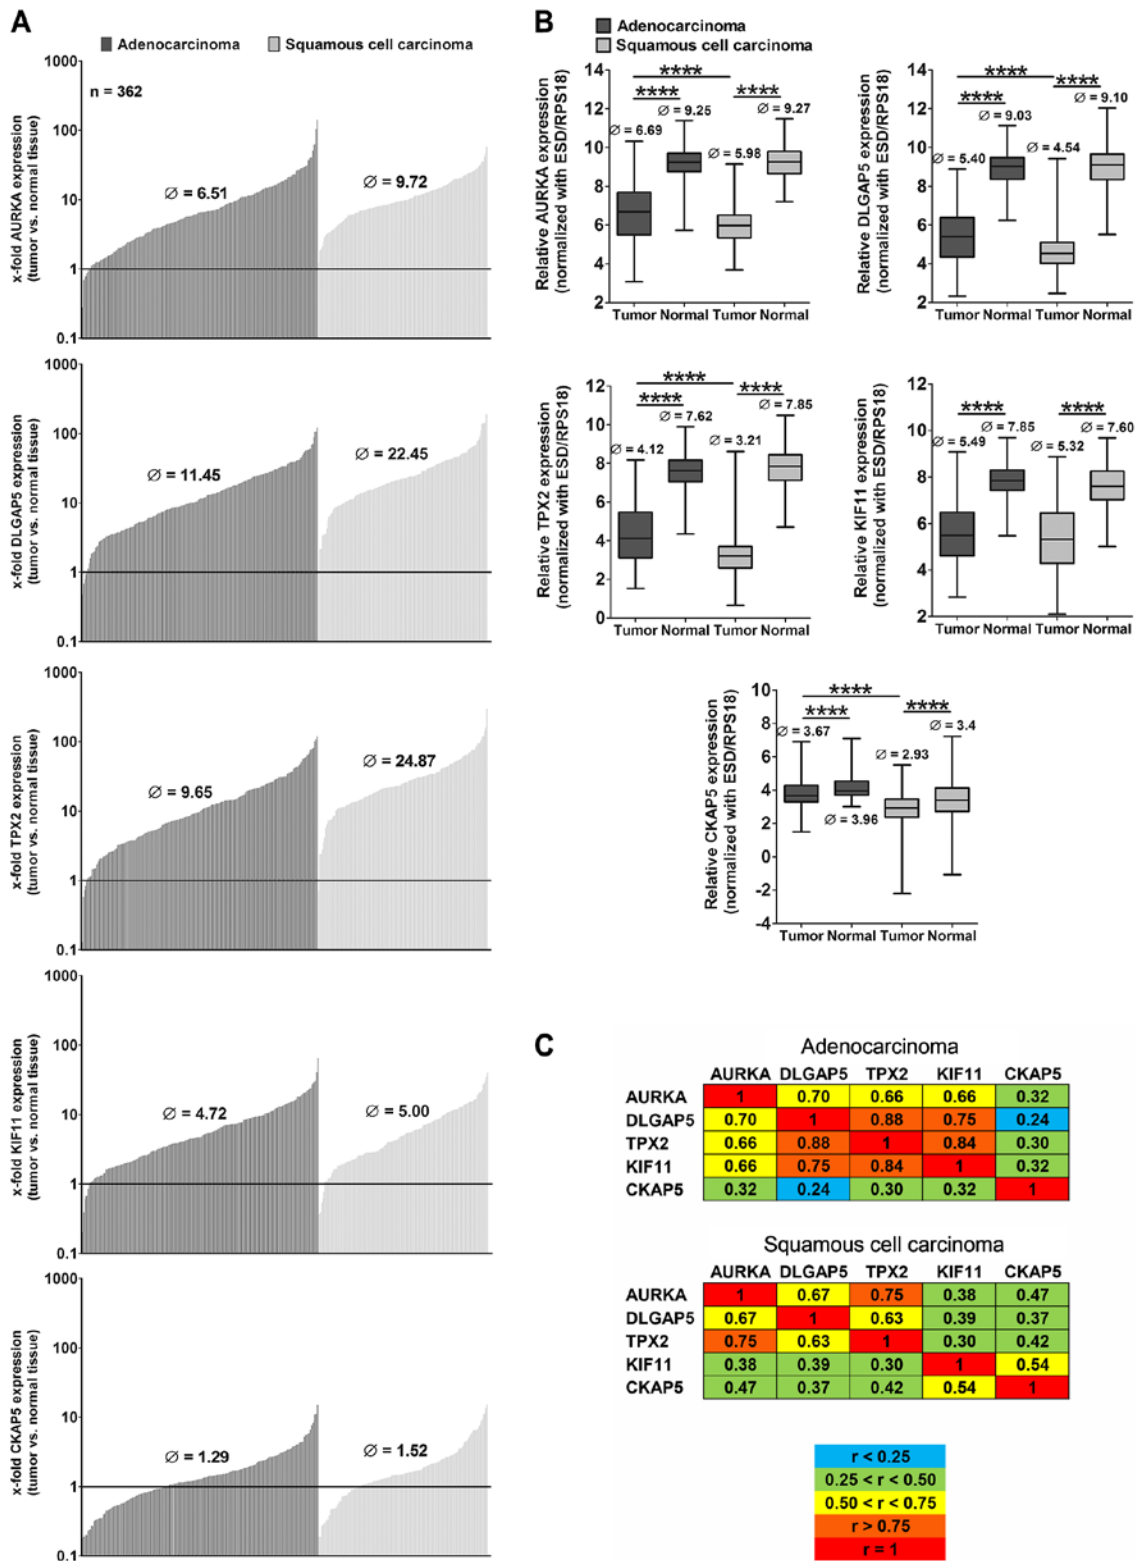 A
Adenocarcinoma
Squamous cell carcinoma
x-fold AURKA expression
(tumor vs. normal tissue)
1000
100
10
1
0.1
n = 362
∅ = 6.51
∅ = 9.72
x-fold DLGAP5 expression
(tumor vs. normal tissue)
1000
100
10
1
0.1
∅ = 11.45
∅ = 22.45
x-fold TPX2 expression
(tumor vs. normal tissue)
1000
100
10
1
0.1
∅ = 9.65
∅ = 24.87
x-fold KIF11 expression
(tumor vs. normal tissue)
1000
100
10
1
0.1
∅ = 4.72
∅ = 5.00
x-fold CKAP5 expression
(tumor vs. normal tissue)
1000
100
10
1
0.1
∅ = 1.29
∅ = 1.52
B
Adenocarcinoma
Squamous cell carcinoma
Relative AURKA expression
(normalized with ESD/RPS18)
14
12
10
8
6
4
2
****
**** ****
∅ = 6.69
∅ = 9.25
∅ = 5.98
∅ = 9.27
Tumor Normal Tumor Normal
Relative DLGAP5 expression
(normalized with ESD/RPS18)
14
12
10
8
6
4
2
****
**** ****
∅ = 5.40
∅ = 9.03
∅ = 4.54
∅ = 9.10
Tumor Normal Tumor Normal
Relative TPX2 expression
(normalized with ESD/RPS18)
12
10
8
6
4
2
0
****
**** ****
∅ = 4.12
∅ = 7.62
∅ = 3.21
∅ = 7.85
Tumor Normal Tumor Normal
Relative KIF11 expression
(normalized with ESD/RPS18)
12
10
8
6
4
2
**** ****
∅ = 5.49
∅ = 7.85
∅ = 5.32
∅ = 7.60
Tumor Normal Tumor Normal
Relative CKAP5 expression
(normalized with ESD/RPS18)
10
8
6
4
2
0
-2
-4
****
**** ****
∅ = 3.67
∅ = 3.96
∅ = 2.93
∅ = 3.4
Tumor Normal Tumor Normal
C
Adenocarcinoma
AURKA DLGAP5 TPX2 KIF11 CKAP5
AURKA 1 0.70 0.66 0.66 0.32
DLGAP5 0.70 1 0.88 0.75 0.24
TPX2 0.66 0.88 1 0.84 0.30
KIF11 0.66 0.75 0.84 1 0.32
CKAP5 0.32 0.24 0.30 0.32 1
Squamous cell carcinoma
AURKA DLGAP5 TPX2 KIF11 CKAP5
AURKA 1 0.67 0.75 0.38 0.47
DLGAP5 0.67 1 0.63 0.39 0.37
TPX2 0.75 0.63 1 0.30 0.42
KIF11 0.38 0.39 0.30 1 0.54
CKAP5 0.47 0.37 0.42 0.54 1
r < 0.25
0.25 < r < 0.50
0.50 < r < 0.75
r > 0.75
r = 1